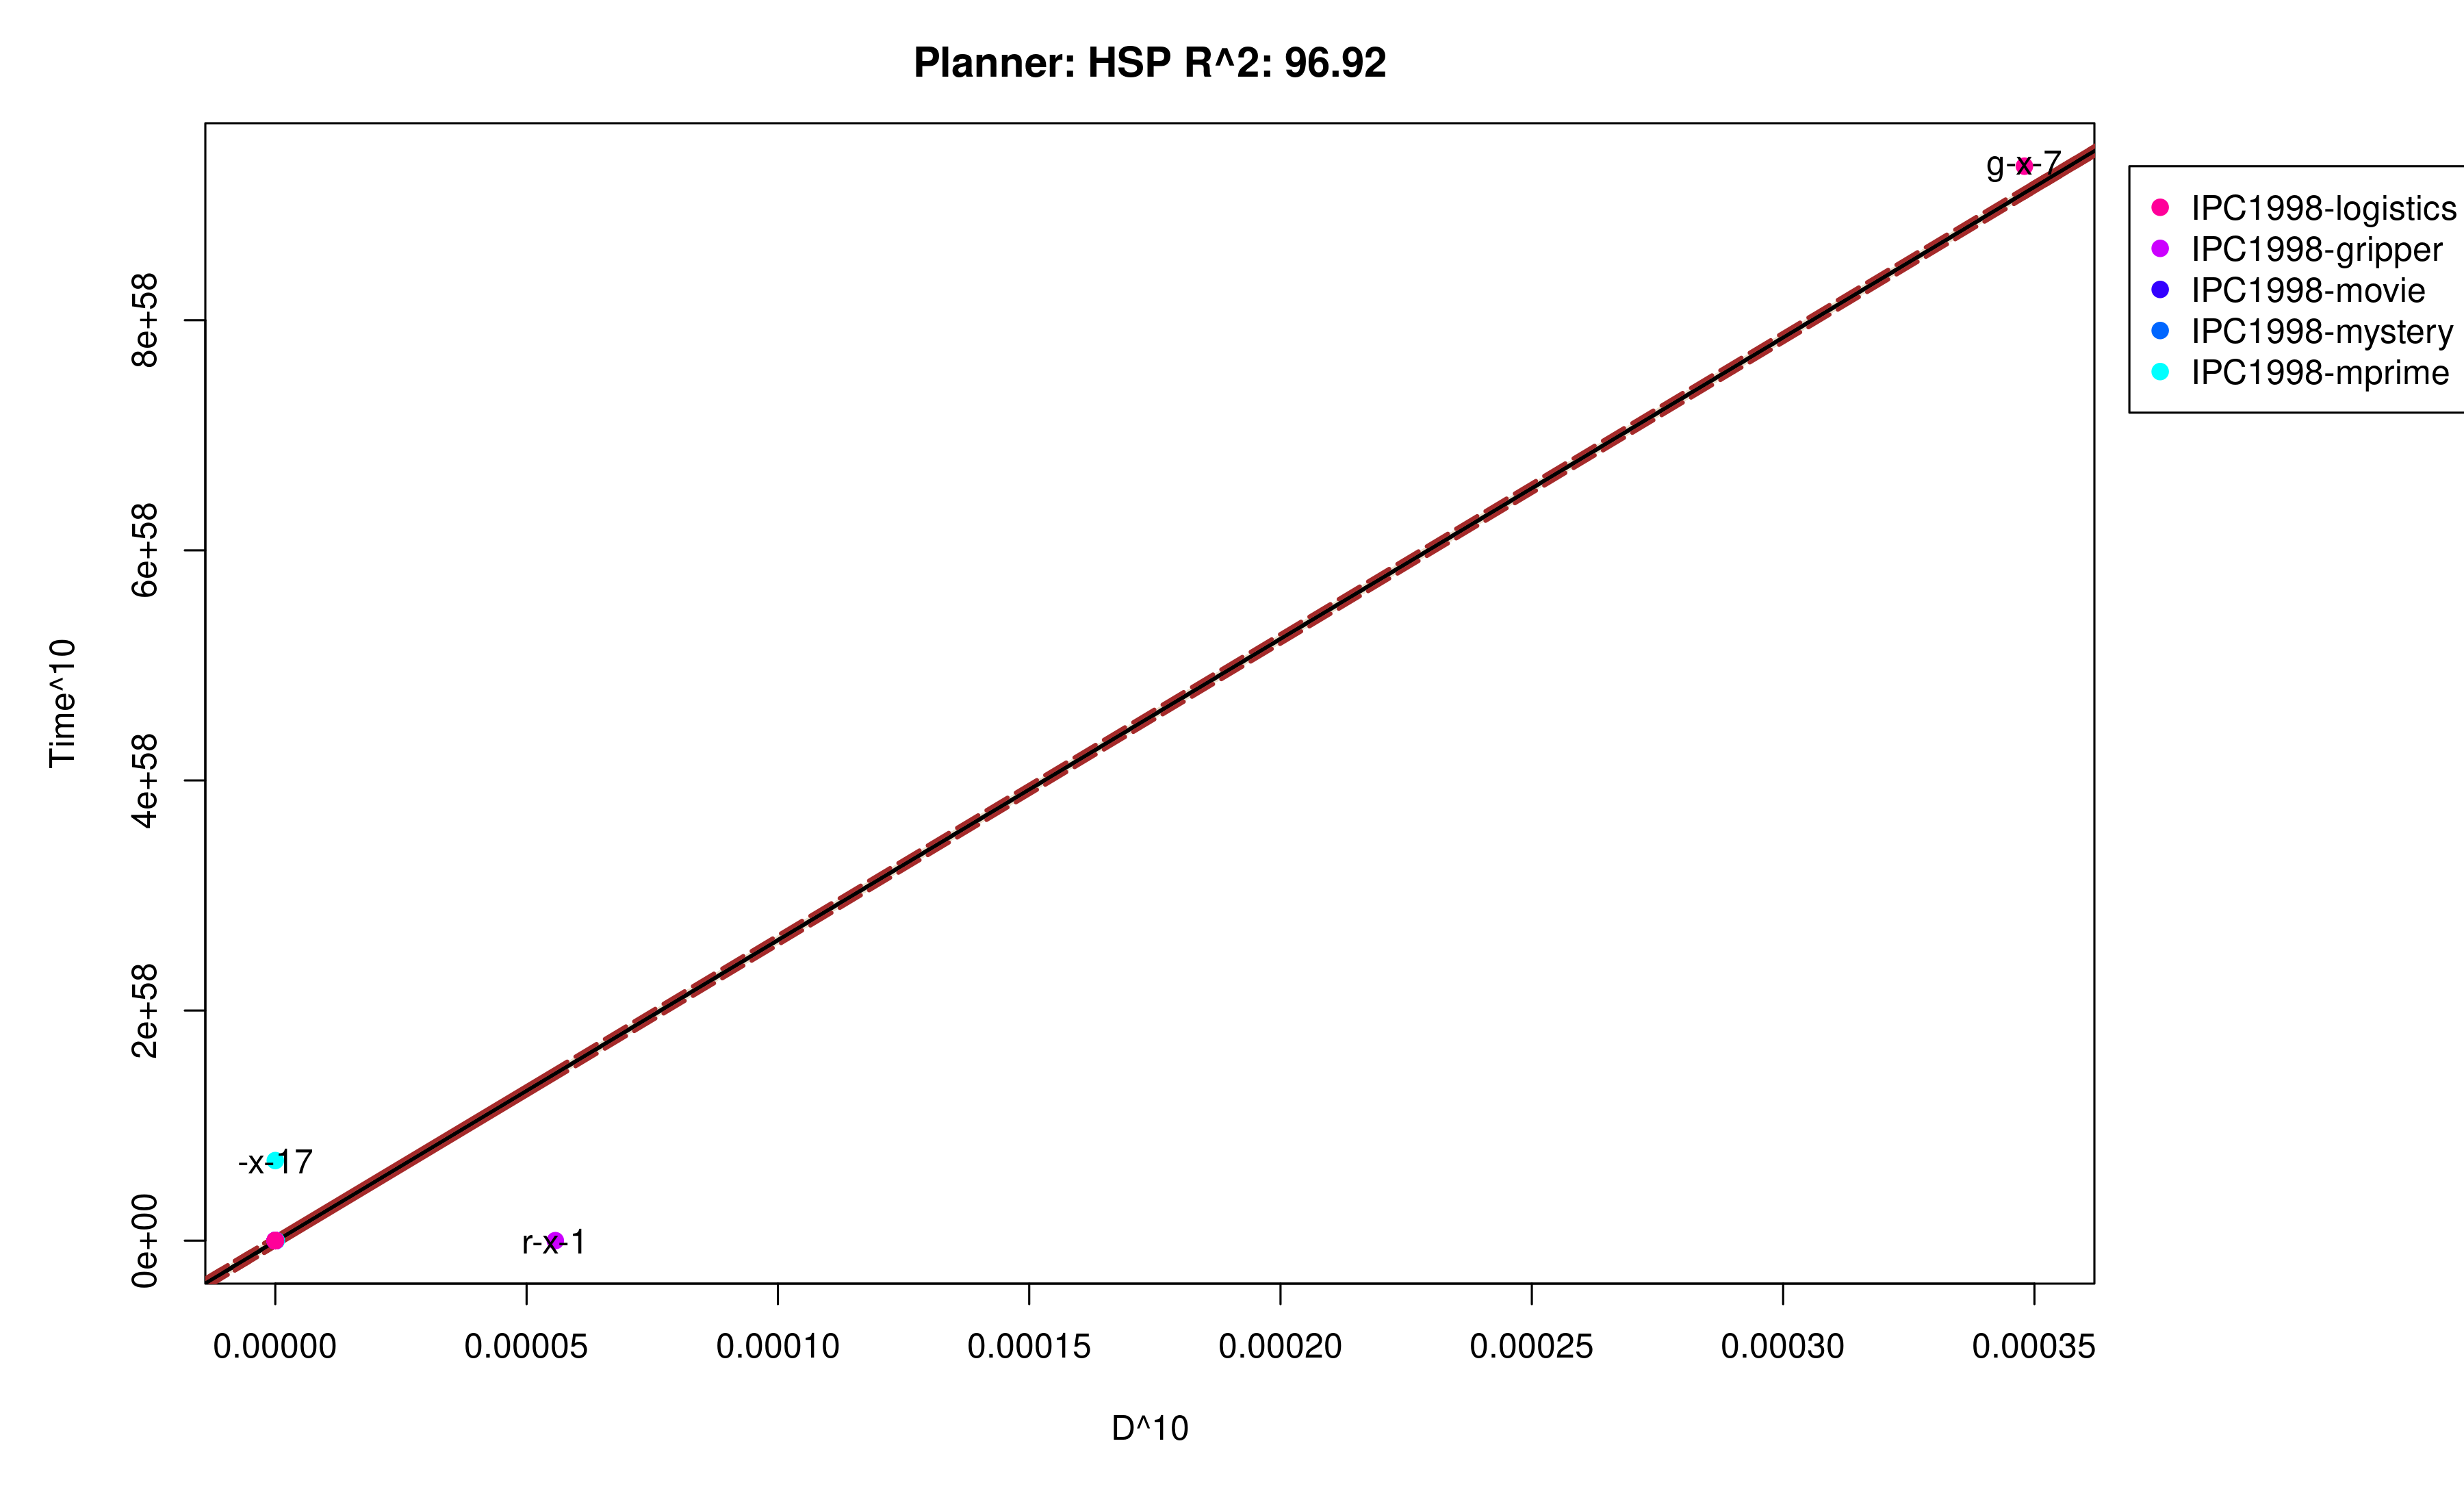 Planner: HSP R^2: 96.92
g-x-7
IPC1998-logistics
IPC1998-gripper
IPC1998-movie
IPC1998-mystery
IPC1998-mprime
8e+58
6e+58
Time^10
4e+58
2e+58
-x-17
0e+00
r-x-1
0.00000 0.00005 0.00010 0.00015 0.00020 0.00025 0.00030 0.00035
D^10